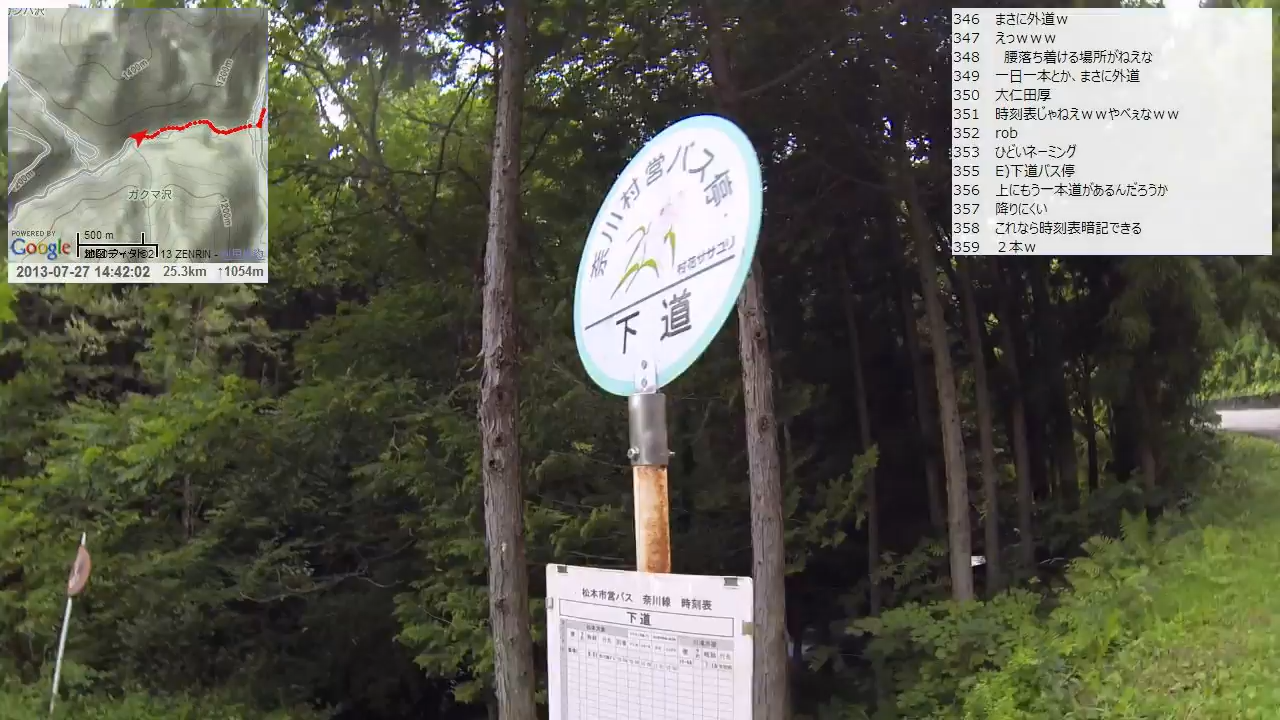 1400m
1300m
ガクマ沢
1200m
POWERED BY
Google
500 m
2013-07-27 14:42:02 25.3km ↑1054m
346 まさに外道ｗ
347 えっｗｗｗ
348 腰落ち着ける場所がねえな
349 一日一本とか、まさに外道
350 大仁田厚
351 時刻表じゃねえｗｗやべぇなｗｗ
352 rob
353 ひどいネーミング
355 E)下道バス停
356 上にもう一本道があるんだろうか
357 降りにくい
358 これなら時刻表暗記できる
359 ２本ｗ
奈川村営バス停
村花ササユリ
下道
松本市営バス 奈川線 時刻表
下道